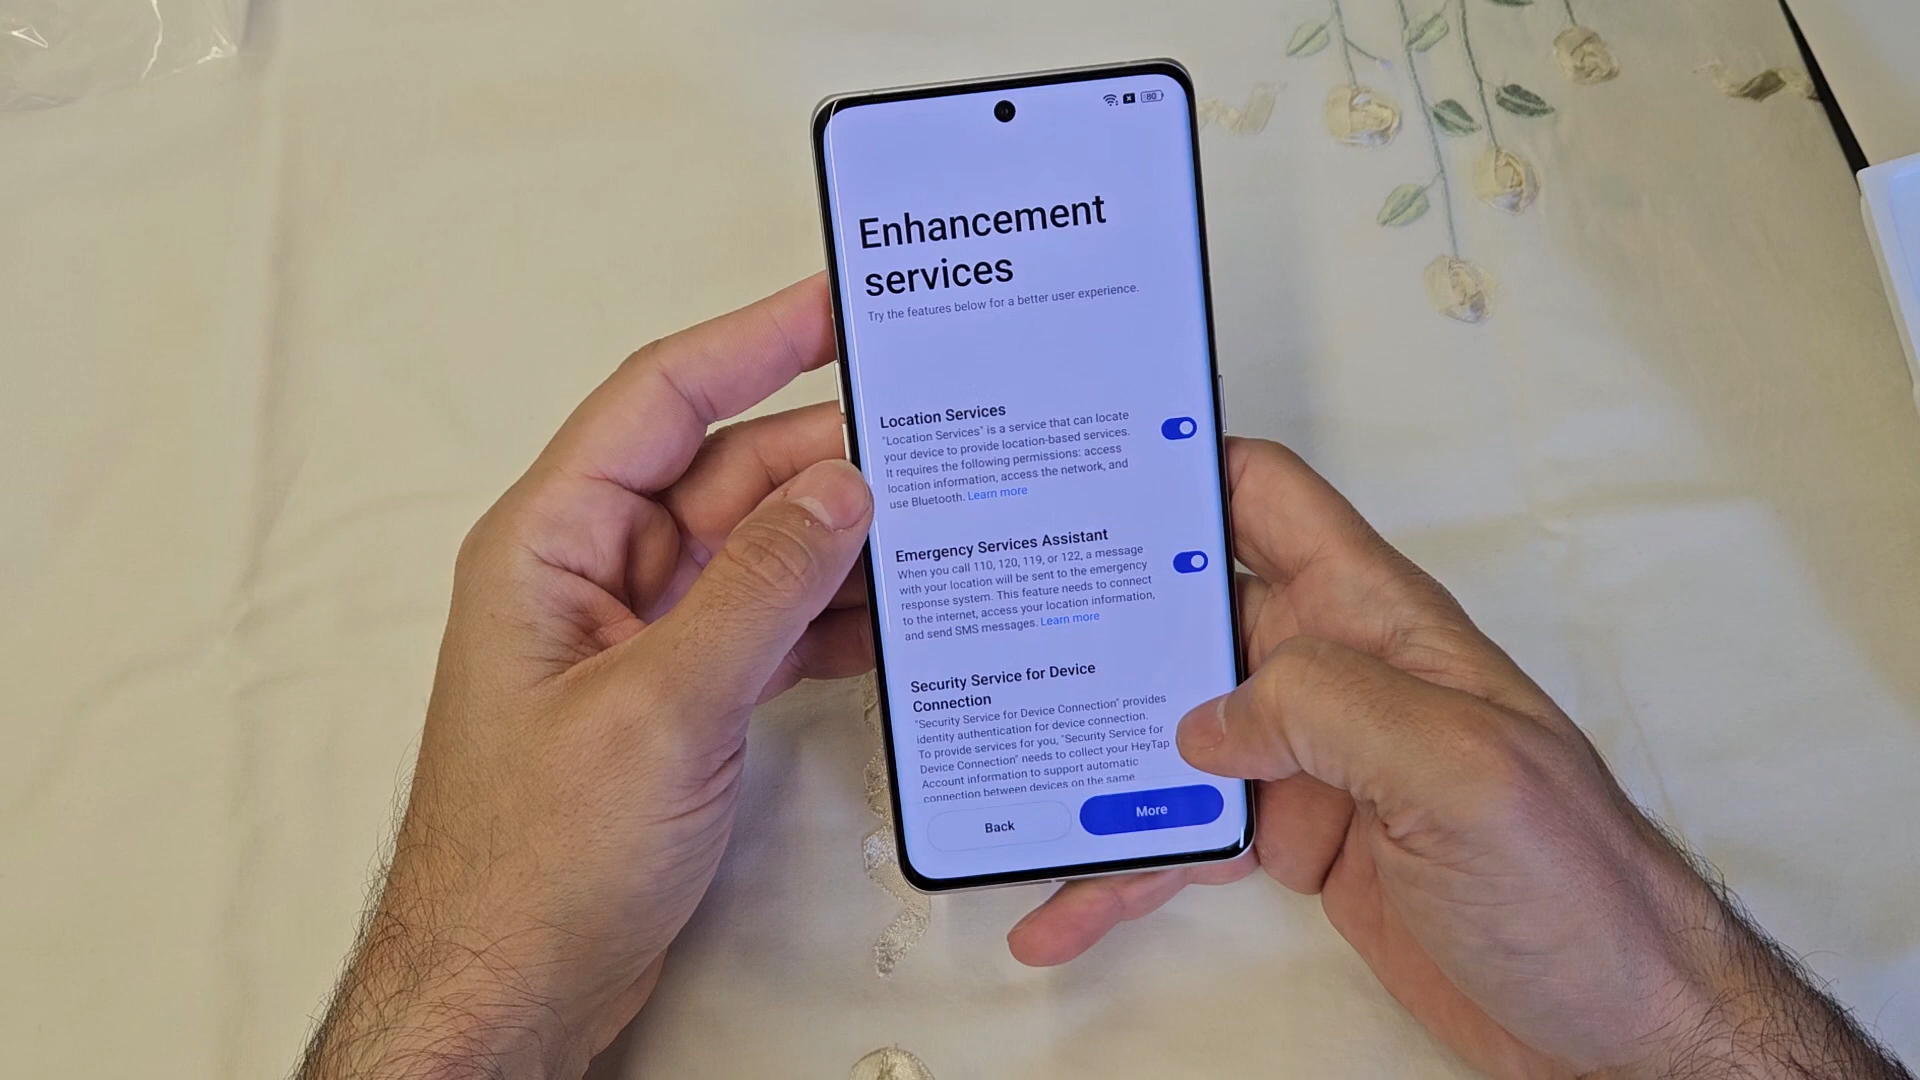 80
Enhancement
services
Try the features below for a better user experience.
Location Services
"Location Services" is a service that can locate
your device to provide location-based services.
It requires the following permissions: access
location information, access the network, and
use Bluetooth. Learn more
Emergency Services Assistant
When you call 110, 120, 119, or 122, a message
with your location will be sent to the emergency
response system. This feature needs to connect
to the internet, access your location information,
and send SMS messages. Learn more
Security Service for Device
Connection
"Security Service for Device Connection" provides
identity authentication for device connection.
To provide services for you, "Security Service for
Device Connection" needs to collect your HeyTap
Account information to support automatic
connection between devices on the same
Back
More